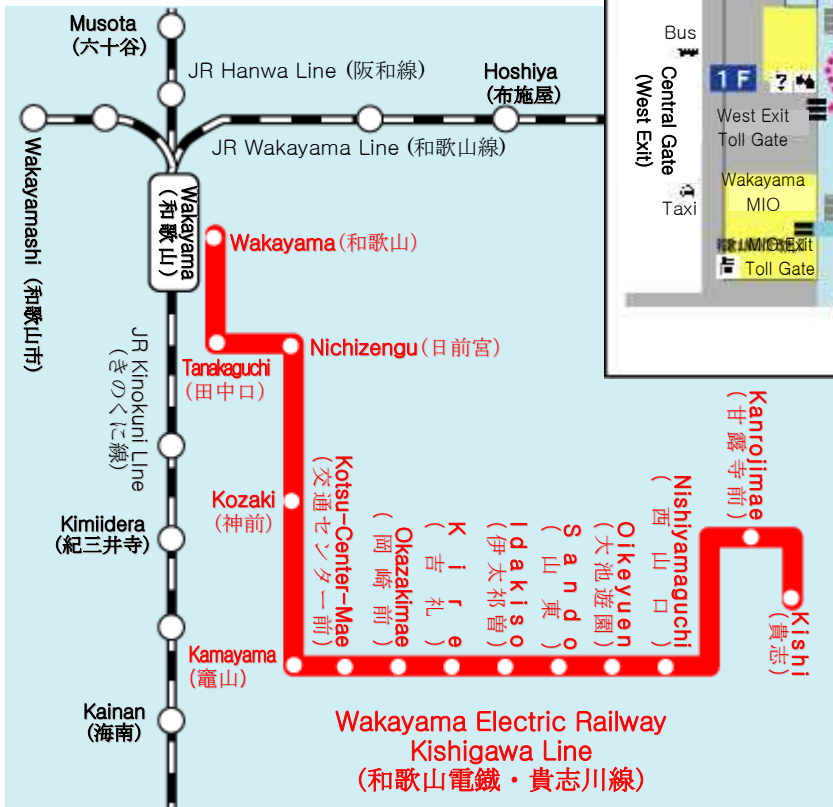 Musota
(六十谷)
JR Hanwa Line (阪和線)
Hoshiya
(布施屋)
JR Wakayama Line (和歌山線)
Wakayamashi (和歌山市)
Wakayama
(和歌山)
Wakayama (和歌山)
Tanakaguchi
(田中口)
Nichizengu (日前宮)
JR Kinokuni Line
(きのくに線)
Kozaki
(神前)
Kimiidera
(紀三井寺)
Kamayama
(竈山)
Kainan
(海南)
Kotsu-Center-Mae
(交通センター前)
Okazakimae
(岡崎前)
Kire
(吉礼)
Idakiso
(伊太祁曽)
Sando
(山東)
Oikeyuen
(大池遊園)
Nishiyamaguchi
(西山口)
Kanrojimae
(甘露寺前)
Kishi
(貴志)
Wakayama Electric Railway
Kishigawa Line
(和歌山電鐵・貴志川線)
Bus
Central Gate
(West Exit)
Taxi
1F
?
West Exit
Toll Gate
Wakayama
MIO
MIO Exit
Toll Gate